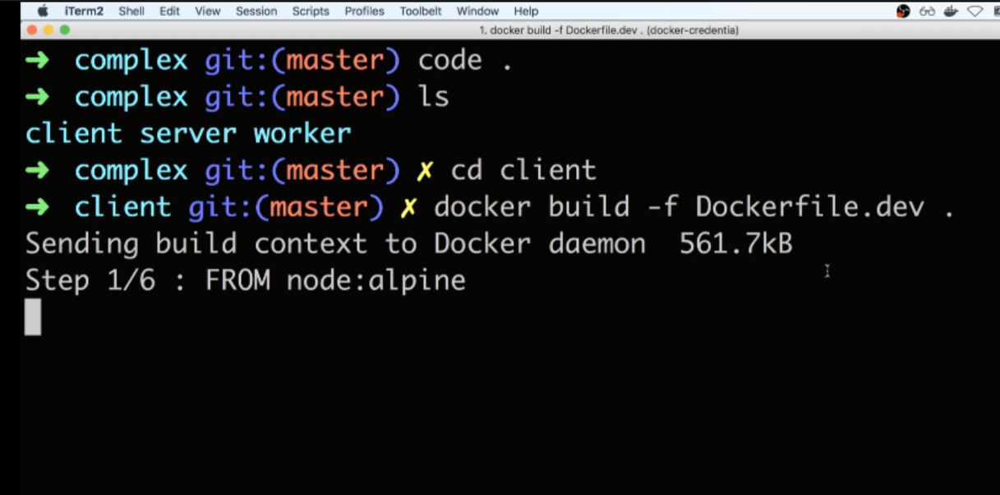 iTerm2 Shell Edit View Session Scripts Profiles Toolbelt Window Help
1. docker build -f Dockerfile.dev . (docker-credentia)
➜ complex git:(master) code .
➜ complex git:(master) ls
client server worker
➜ complex git:(master) ✗ cd client
➜ client git:(master) ✗ docker build -f Dockerfile.dev .
Sending build context to Docker daemon  561.7kB
Step 1/6 : FROM node:alpine